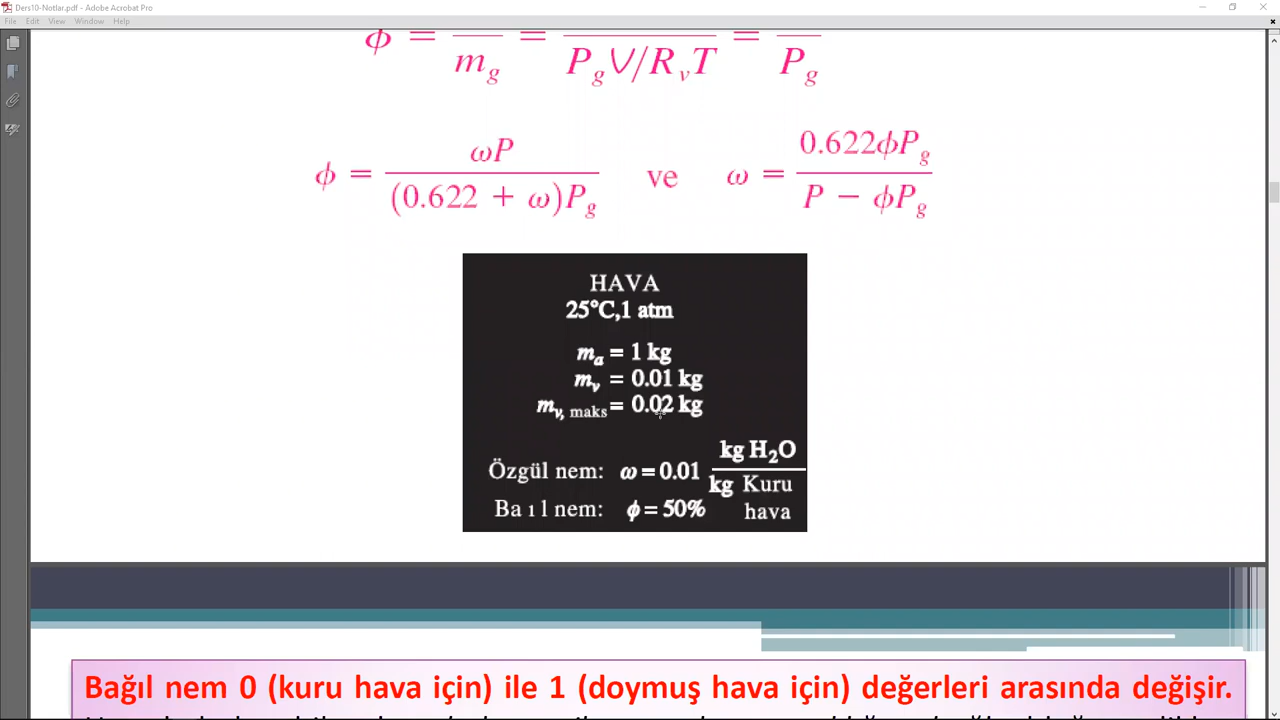 Ders10-Notlar.pdf - Adobe Acrobat Pro
File Edit View Window Help
ϕ = — = — = —
m_g P_g V/R_vT P_g
ϕ = ωP / (0.622 + ω)P_g ve ω = 0.622ϕP_g / P − ϕP_g
HAVA
25°C,1 atm
m_a = 1 kg
m_v = 0.01 kg
m_v, maks = 0.02 kg
Özgül nem: ω = 0.01 kg H₂O / kg Kuru hava
Ba ı l nem: ϕ = 50%
Bağıl nem 0 (kuru hava için) ile 1 (doymuş hava için) değerleri arasında değişir.